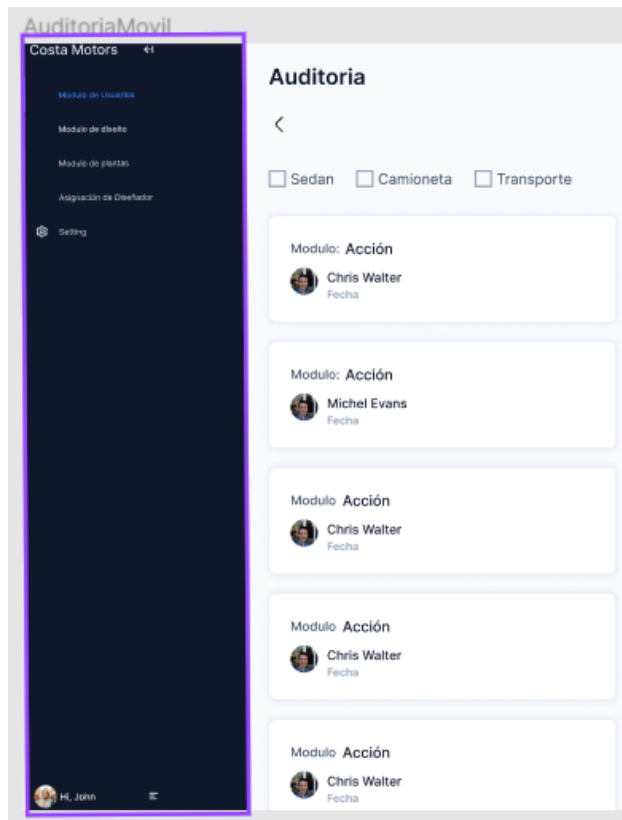 AuditoriaMovil
Costa Motors
Modulo de Usuarios
Modulo de diseño
Modulo de plantas
Asignación de Diseñador
Setting
Hi, John
Auditoria
Sedan
Camioneta
Transporte
Modulo: Acción
Chris Walter
Fecha
Modulo: Acción
Michel Evans
Fecha
Modulo Acción
Chris Walter
Fecha
Modulo Acción
Chris Walter
Fecha
Modulo Acción
Chris Walter
Fecha